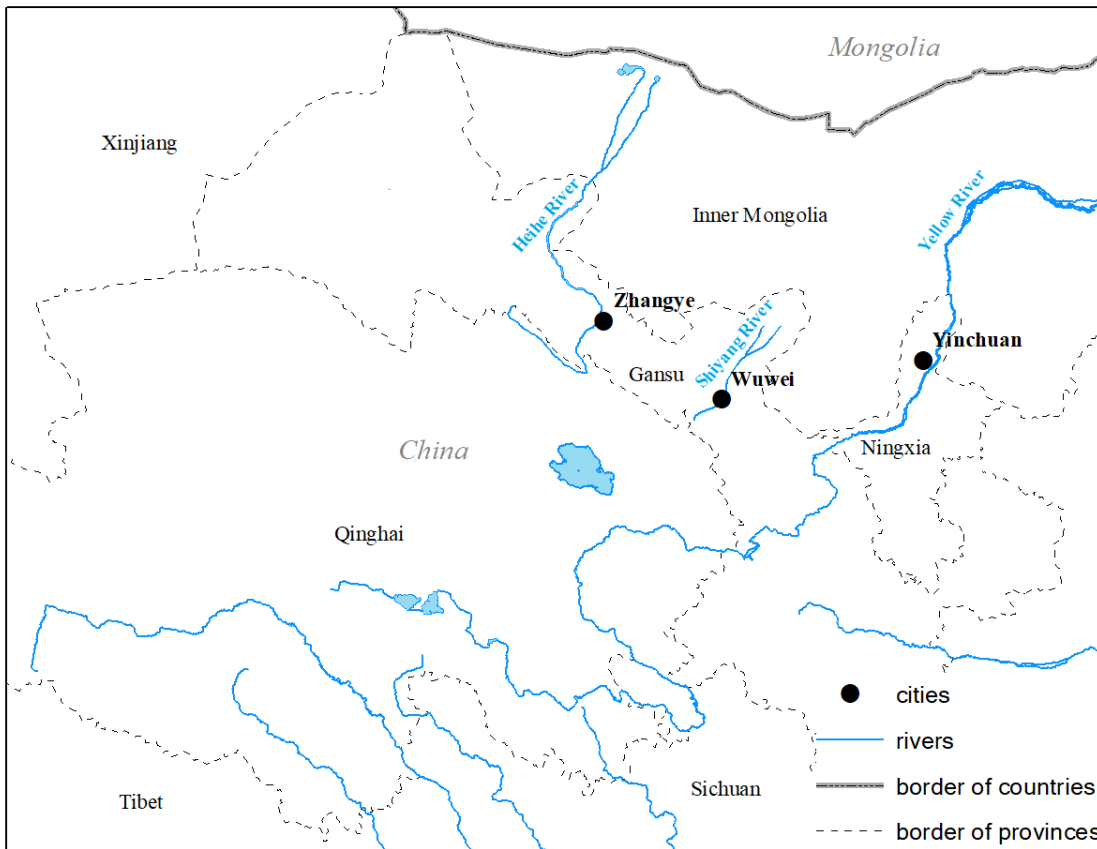 Mongolia
Xinjiang
Heihe River
Inner Mongolia
Yellow River
Zhangye
Shiyang River
Yinchuan
Gansu
Wuwei
China
Ningxia
Qinghai
cities
rivers
Sichuan
border of countries
Tibet
border of provinces